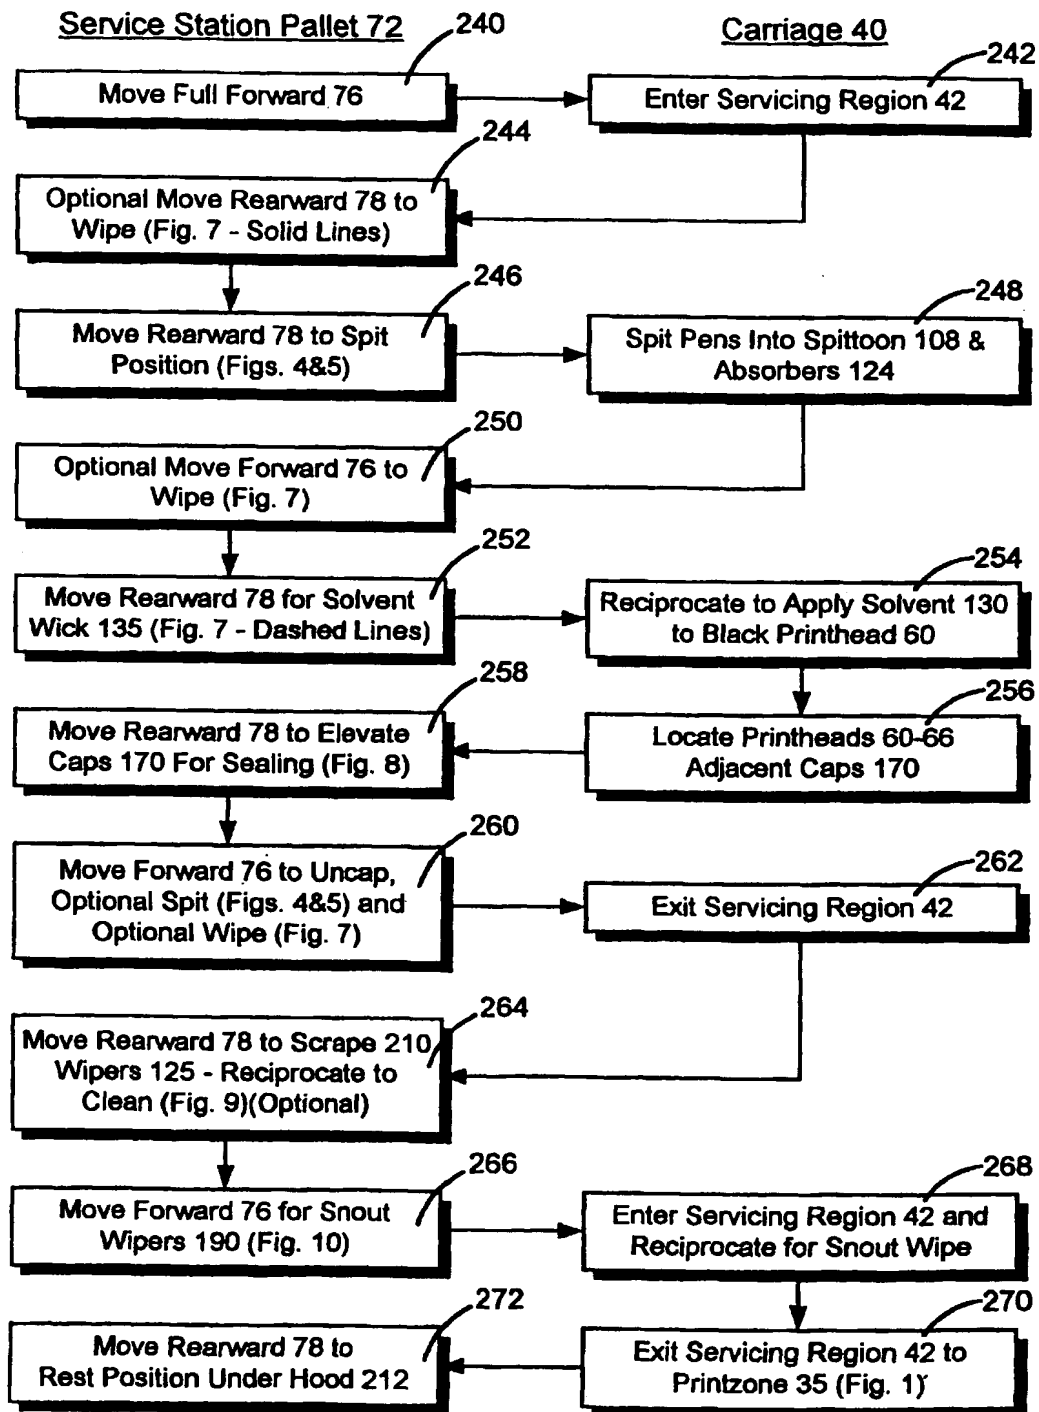 Service Station Pallet 72
240
Carriage 40
242
Move Full Forward 76
Enter Servicing Region 42
244
Optional Move Rearward 78 to
Wipe (Fig. 7 - Solid Lines)
246
Move Rearward 78 to Spit
Position (Figs. 4&5)
248
Spit Pens Into Spittoon 108 &
Absorbers 124
250
Optional Move Forward 76 to
Wipe (Fig. 7)
252
Move Rearward 78 for Solvent
Wick 135 (Fig. 7 - Dashed Lines)
254
Reciprocate to Apply Solvent 130
to Black Printhead 60
256
Locate Printheads 60-66
Adjacent Caps 170
258
Move Rearward 78 to Elevate
Caps 170 For Sealing (Fig. 8)
260
Move Forward 76 to Uncap,
Optional Spit (Figs. 4&5) and
Optional Wipe (Fig. 7)
262
Exit Servicing Region 42
264
Move Rearward 78 to Scrape 210
Wipers 125 - Reciprocate to
Clean (Fig. 9)(Optional)
266
Move Forward 76 for Snout
Wipers 190 (Fig. 10)
268
Enter Servicing Region 42 and
Reciprocate for Snout Wipe
270
Exit Servicing Region 42 to
Printzone 35 (Fig. 1)
272
Move Rearward 78 to
Rest Position Under Hood 212